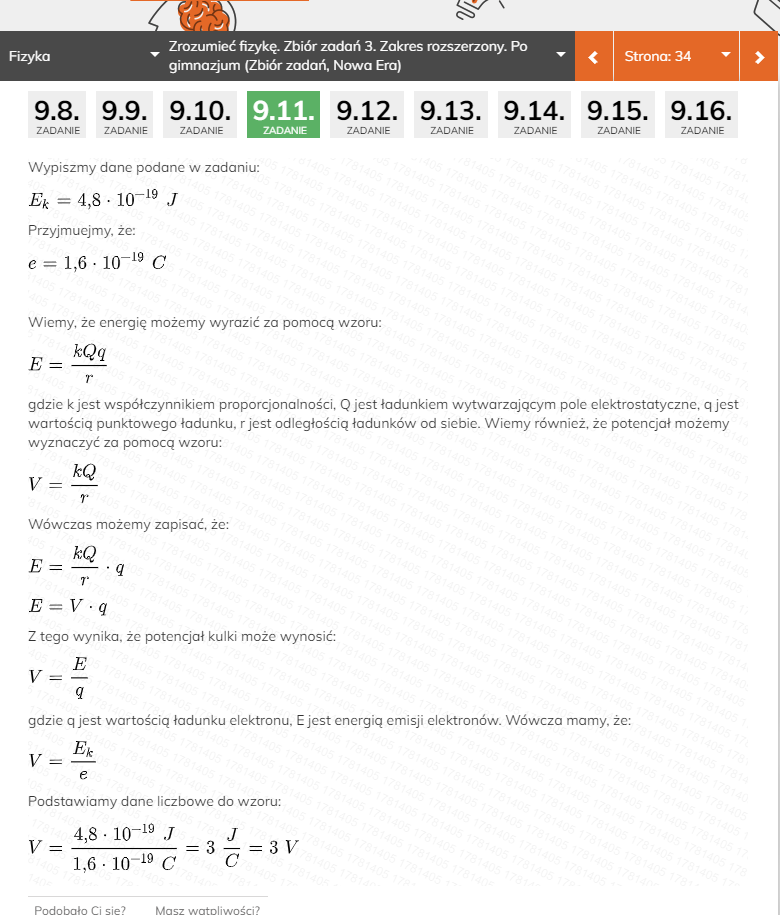 Fizyka
Zrozumieć fizykę. Zbiór zadań 3. Zakres rozszerzony. Po
gimnazjum (Zbiór zadań, Nowa Era)
Strona: 34
9.8. 9.9. 9.10. 9.11. 9.12. 9.13. 9.14. 9.15. 9.16.
ZADANIE ZADANIE ZADANIE ZADANIE ZADANIE ZADANIE ZADANIE ZADANIE ZADANIE
Wypiszmy dane podane w zadaniu:
E_k = 4,8 · 10^{-19} J
Przyjmuejmy, że:
e = 1,6 · 10^{-19} C
Wiemy, że energię możemy wyrazić za pomocą wzoru:
E = \frac{kQq}{r}
gdzie k jest współczynnikiem proporcjonalności, Q jest ładunkiem wytwarzającym pole elektrostatyczne, q jest
wartością punktowego ładunku, r jest odległością ładunków od siebie. Wiemy również, że potencjał możemy
wyznaczyć za pomocą wzoru:
V = \frac{kQ}{r}
Wówczas możemy zapisać, że:
E = \frac{kQ}{r} · q
E = V · q
Z tego wynika, że potencjał kulki może wynosić:
V = \frac{E}{q}
gdzie q jest wartością ładunku elektronu, E jest energią emisji elektronów. Wówcza mamy, że:
V = \frac{E_k}{e}
Podstawiamy dane liczbowe do wzoru:
V = \frac{4,8 · 10^{-19} J}{1,6 · 10^{-19} C} = 3 \frac{J}{C} = 3 V
Podobało Ci się? Masz wątpliwości?